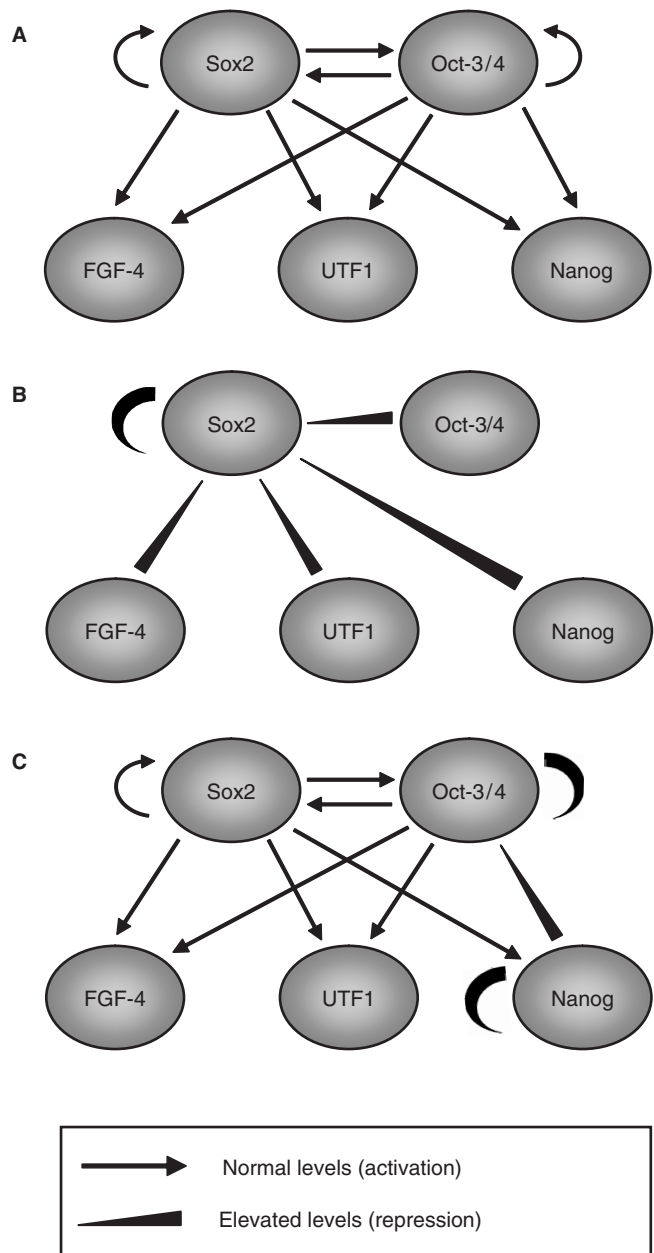 A
Sox2
Oct-3/4
FGF-4
UTF1
Nanog
B
Sox2
Oct-3/4
FGF-4
UTF1
Nanog
C
Sox2
Oct-3/4
FGF-4
UTF1
Nanog
Normal levels (activation)
Elevated levels (repression)